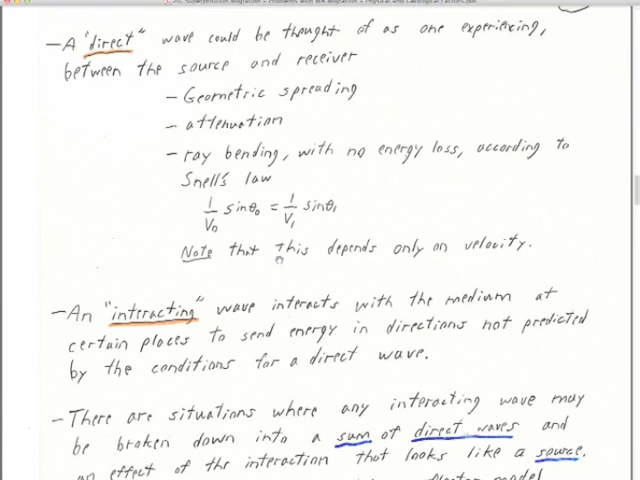 - A "direct" wave could be thought of as one experiencing,
between the source and receiver
- Geometric spreading
- attenuation
- ray bending, with no energy loss, according to
Snell's law
1/V₀ sinθ₀ = 1/V₁ sinθ₁
Note that this depends only on velocity.
- An "interacting" wave interacts with the medium at
certain places to send energy in directions not predicted
by the conditions for a direct wave.
- There are situations where any interacting wave may
be broken down into a sum of direct waves and
an effect of the interaction that looks like a source.
model